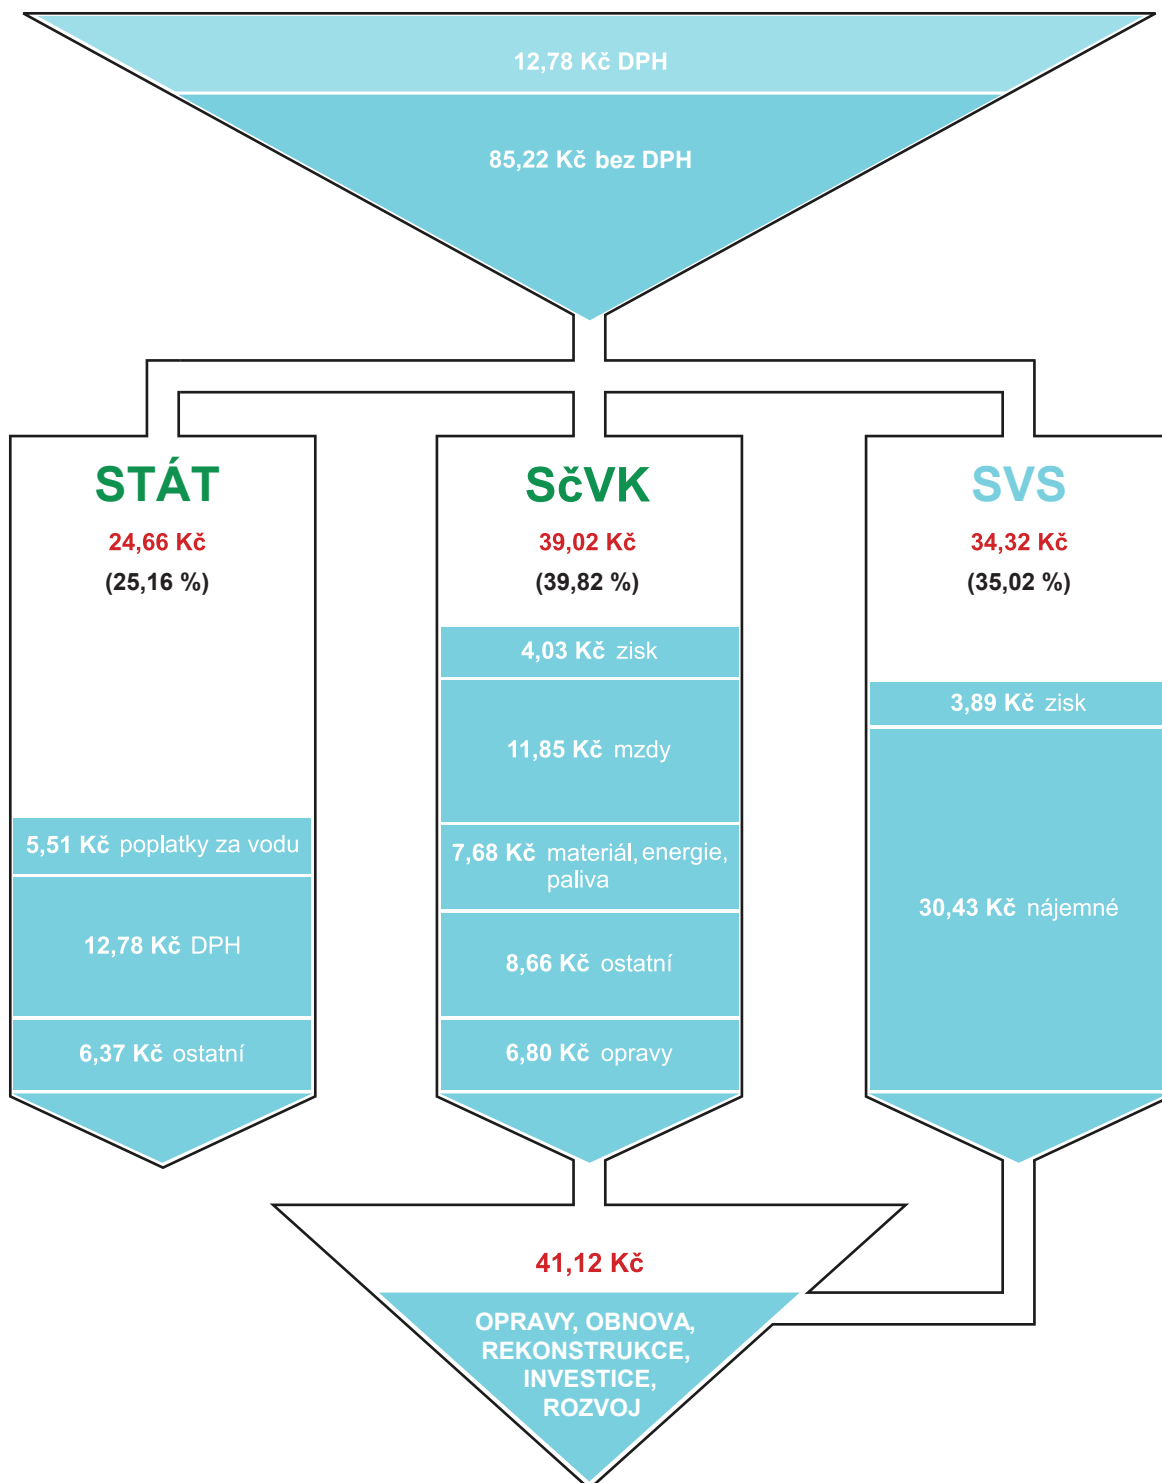 12,78 Kč DPH
85,22 Kč bez DPH
STÁT
24,66 Kč
(25,16 %)
5,51 Kč poplatky za vodu
12,78 Kč DPH
6,37 Kč ostatní
SčVK
39,02 Kč
(39,82 %)
4,03 Kč zisk
11,85 Kč mzdy
7,68 Kč materiál, energie,
paliva
8,66 Kč ostatní
6,80 Kč opravy
SVS
34,32 Kč
(35,02 %)
3,89 Kč zisk
30,43 Kč nájemné
41,12 Kč
OPRAVY, OBNOVA,
REKONSTRUKCE,
INVESTICE,
ROZVOJ